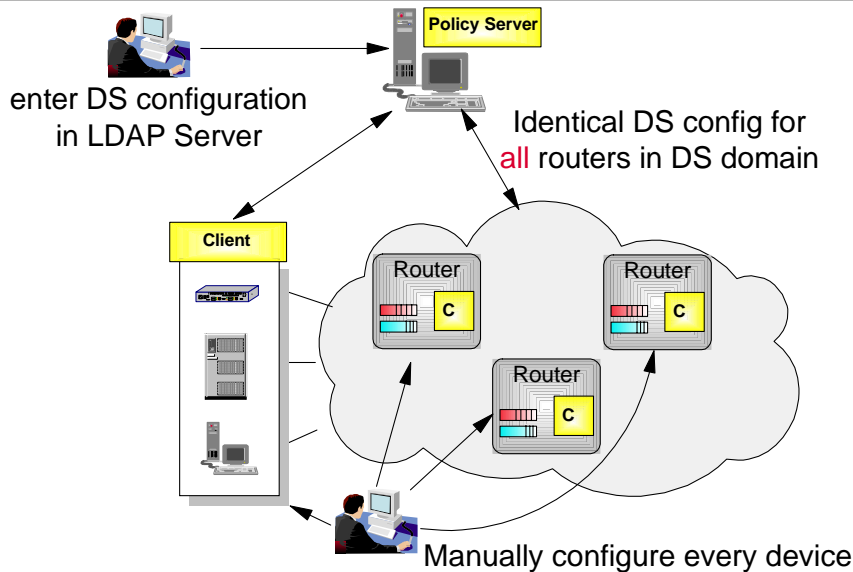 Policy Server
enter DS configuration
in LDAP Server
Identical DS config for
all routers in DS domain
Client
Router
C
Router
C
Router
C
Manually configure every device